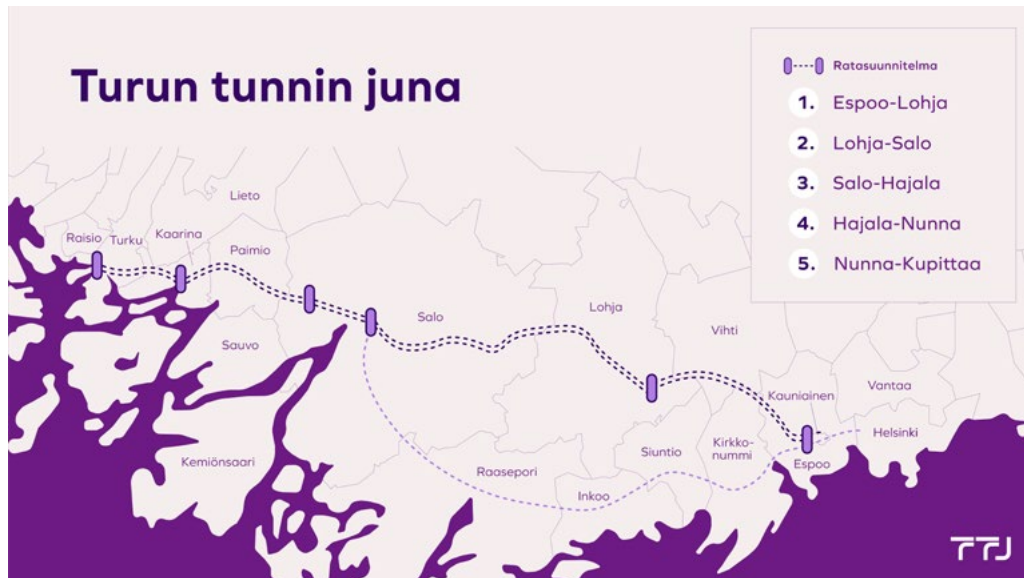 Turun tunnin juna
Ratasuunnitelma
1. Espoo-Lohja
2. Lohja-Salo
3. Salo-Hajala
4. Hajala-Nunna
5. Nunna-Kupittaa
Lieto
Raisio
Turku
Kaarina
Paimio
Salo
Lohja
Vihti
Sauvo
Kauniainen
Vantaa
Helsinki
Kemiönsaari
Raasepori
Inkoo
Siuntio
Kirkko-
nummi
Espoo
TTJ